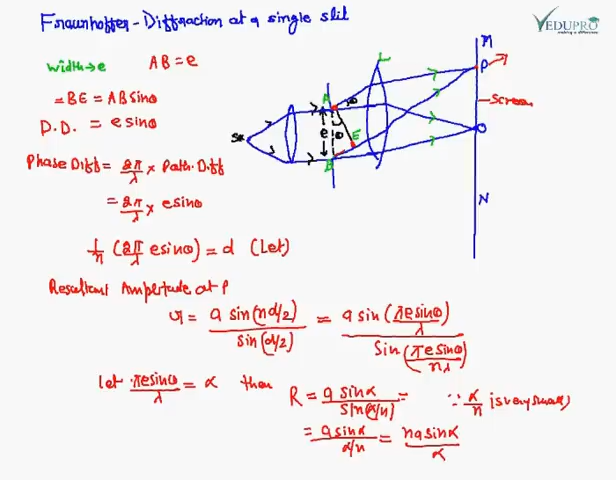 Fraunhoffer - Diffraction at a single slit
VEDUPRO
making a difference
width → e AB = e
= BE = AB sinθ
D.D. = e sinθ
Phase Diff = 2π/λ × Path.Diff
= 2π/λ × e sinθ
1/n (2π/λ e sinθ) = d (Let)
Resultant Amplitude at P
= a sin(nd/2) / sin(d/2) = a sin(πe sinθ/λ) / sin(πe sinθ/nλ)
let πe sinθ/λ = α then R = a sinα / sin(α/n) = ∵ α/n is very small)
= a sinα / α/n = n a sinα / α
M
L
P
A
θ
e
θ
E
B
Screen
O
N